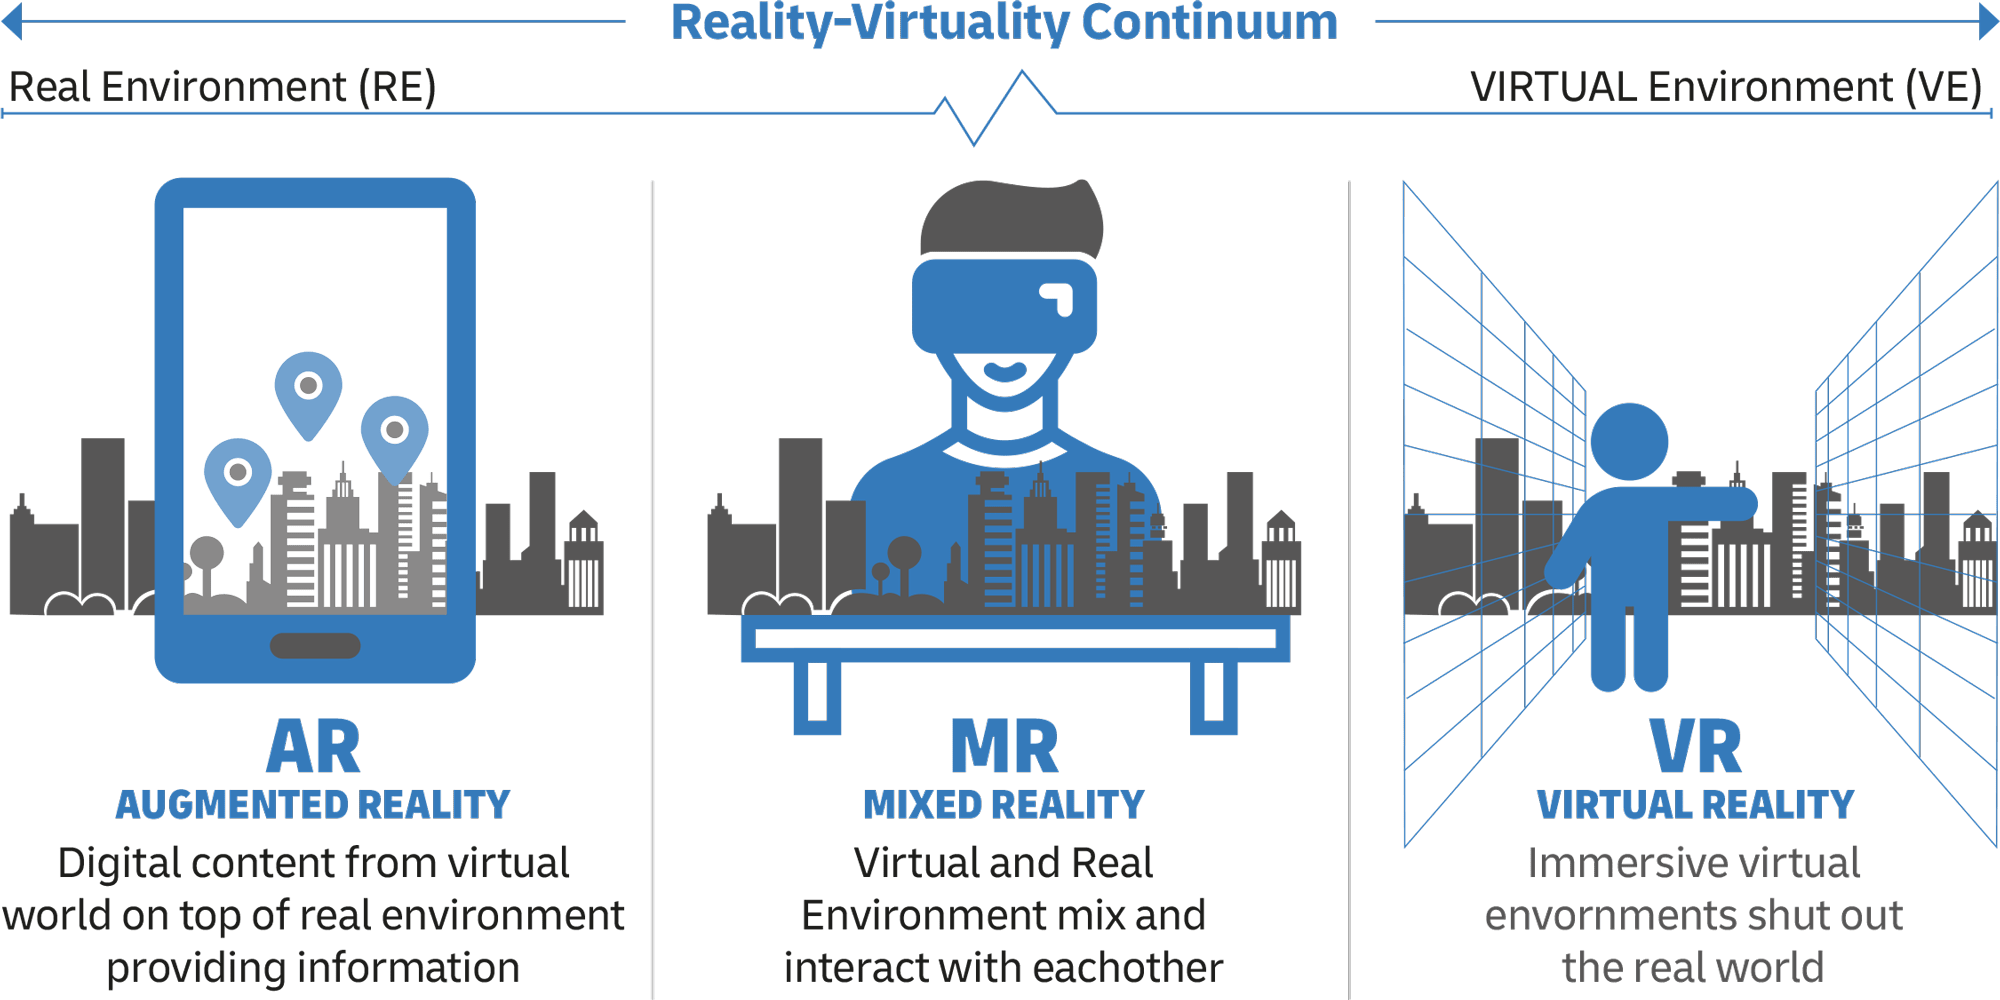 Reality-Virtuality Continuum
Real Environment (RE)
VIRTUAL Environment (VE)
AR
AUGMENTED REALITY
Digital content from virtual
world on top of real environment
providing information
MR
MIXED REALITY
Virtual and Real
Environment mix and
interact with eachother
VR
VIRTUAL REALITY
Immersive virtual
envornments shut out
the real world